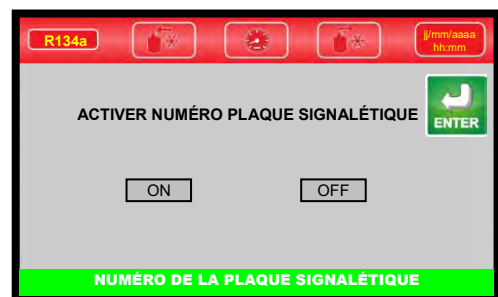 R134a
jj/mm/aaaa
hh:mm
ACTIVER NUMÉRO PLAQUE SIGNALÉTIQUE
ENTER
ON OFF
NUMÉRO DE LA PLAQUE SIGNALÉTIQUE